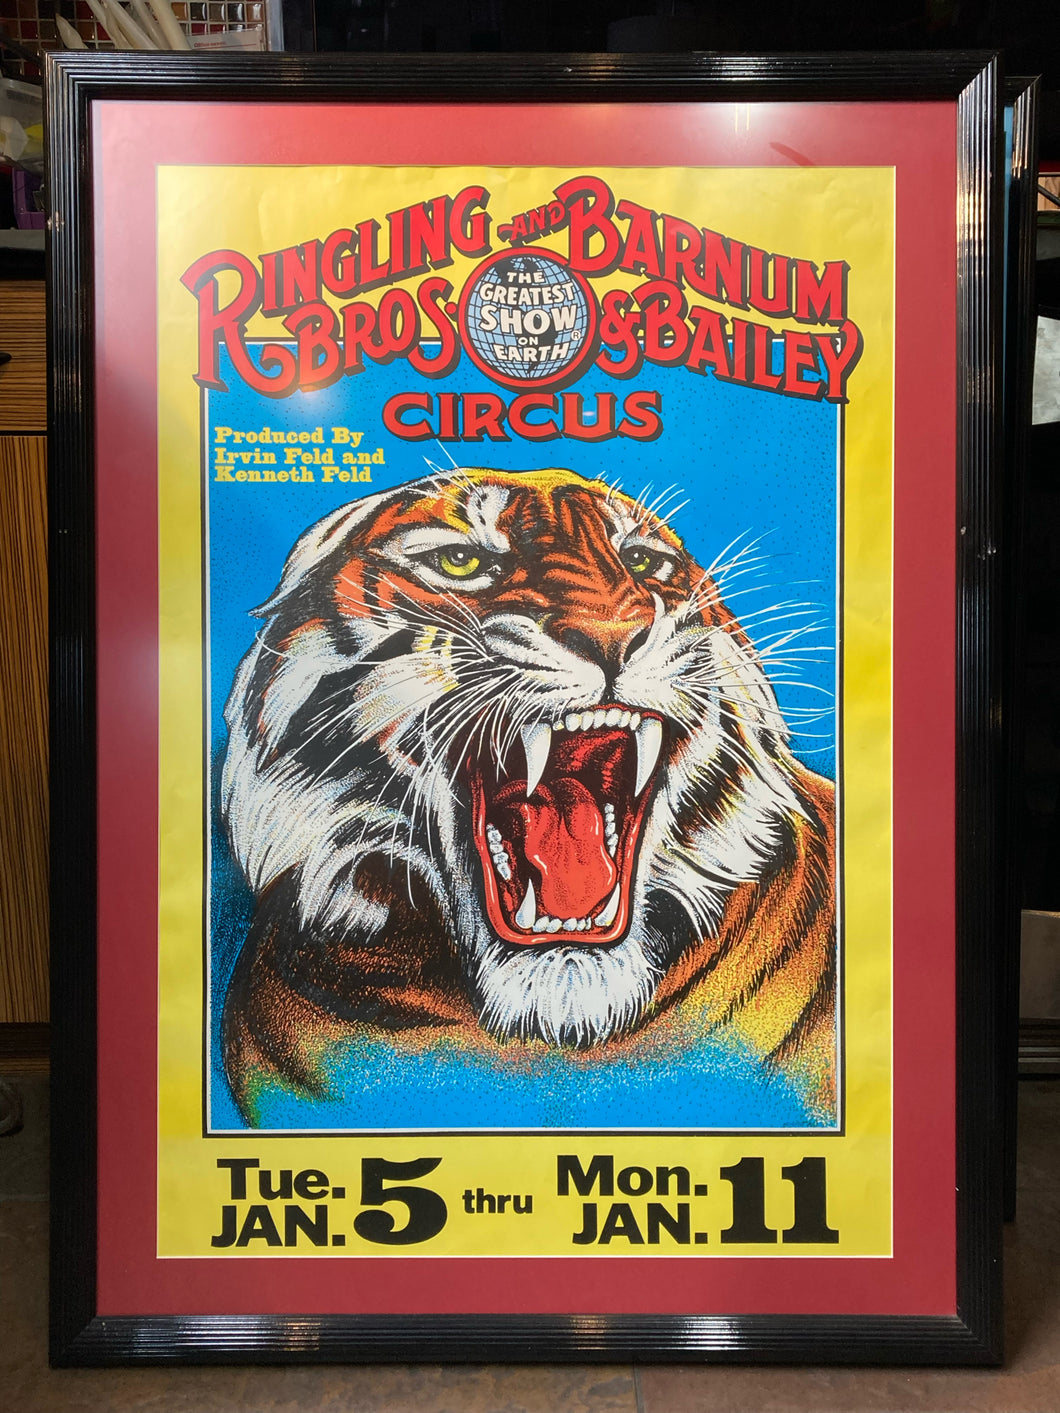 RINGLING AND BARNUM
BROS. & BAILEY
THE
GREATEST
SHOW
ON
EARTH ®
CIRCUS
Produced By
Irvin Feld and
Kenneth Feld
Tue. JAN. 5 thru Mon. JAN. 11